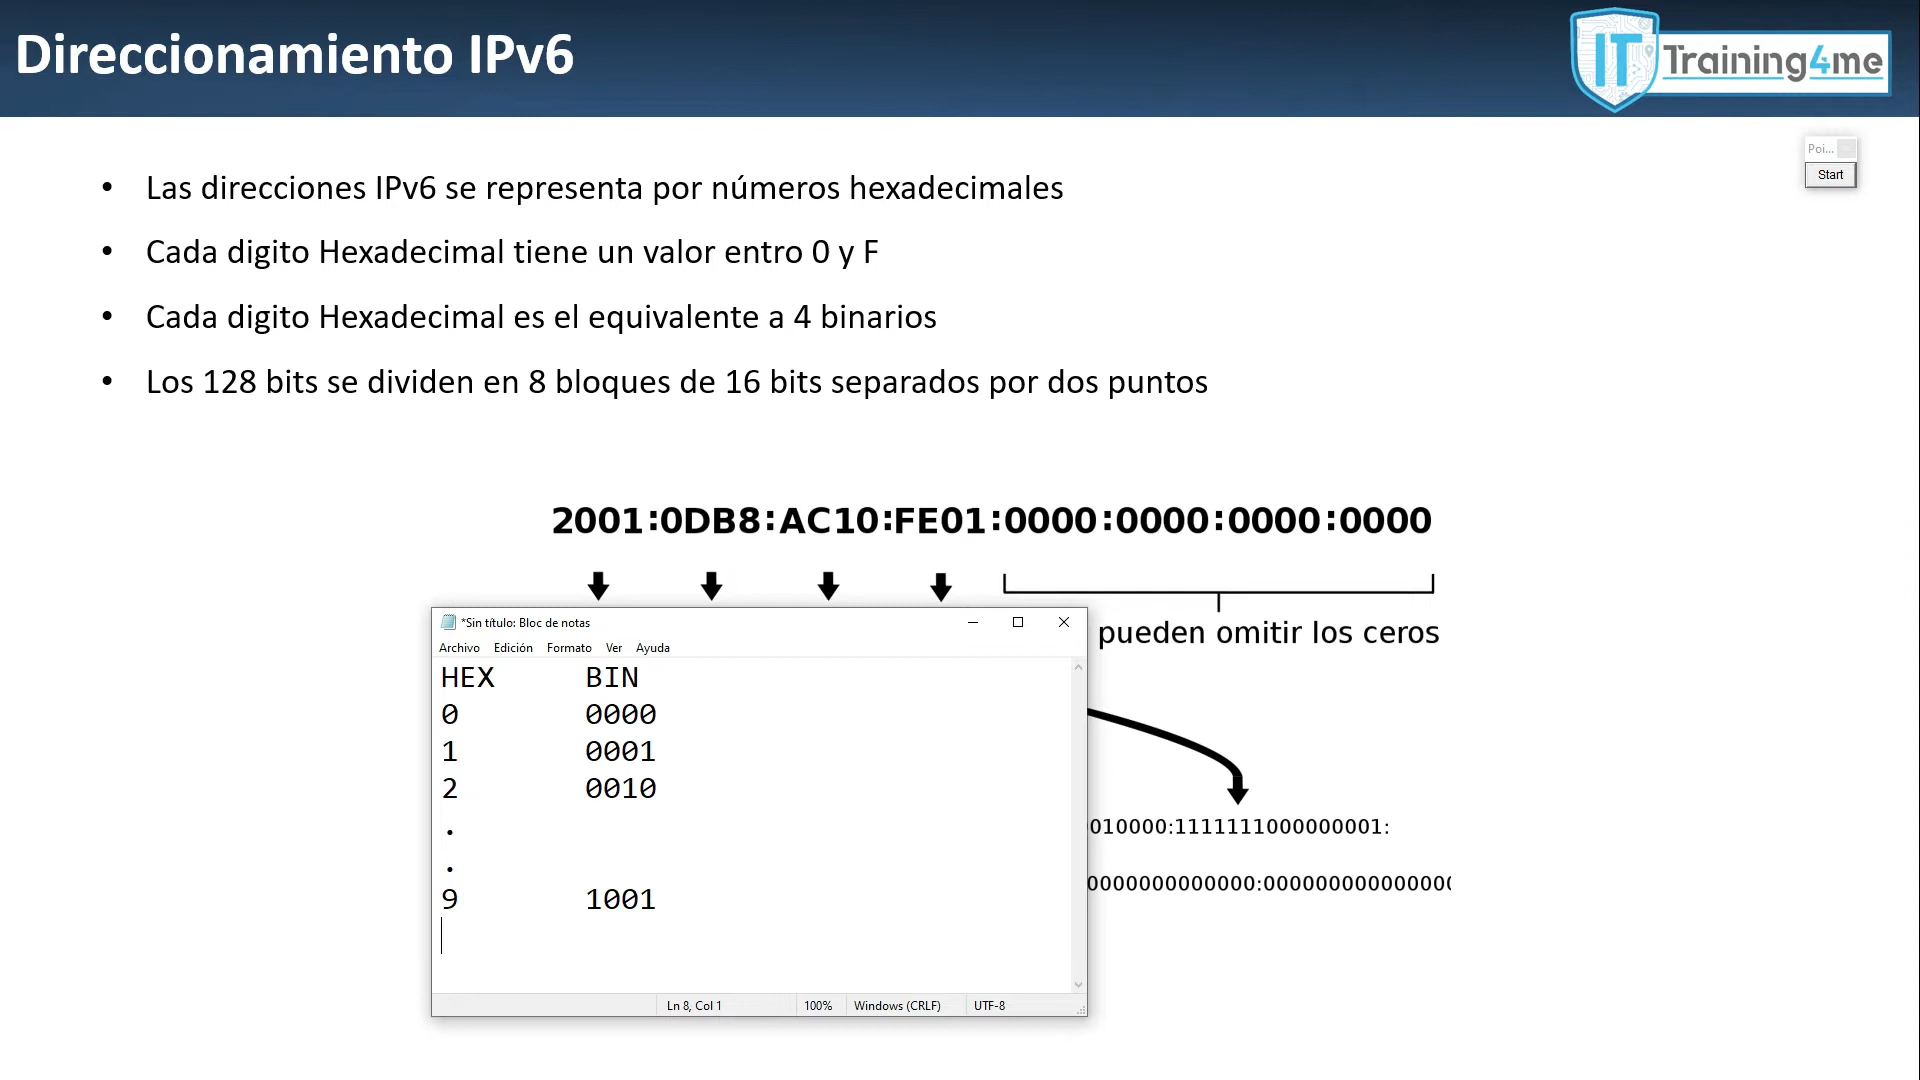 Direccionamiento IPv6
IT Training4me
Poi...
Start
• Las direcciones IPv6 se representa por números hexadecimales
• Cada digito Hexadecimal tiene un valor entro 0 y F
• Cada digito Hexadecimal es el equivalente a 4 binarios
• Los 128 bits se dividen en 8 bloques de 16 bits separados por dos puntos
2001:0DB8:AC10:FE01:0000:0000:0000:0000
pueden omitir los ceros
*Sin título: Bloc de notas
Archivo Edición Formato Ver Ayuda
HEX BIN
0 0000
1 0001
2 0010
.
.
9 1001
Ln 8, Col 1 100% Windows (CRLF) UTF-8
010000:1111111000000001:
0000000000000:000000000000000